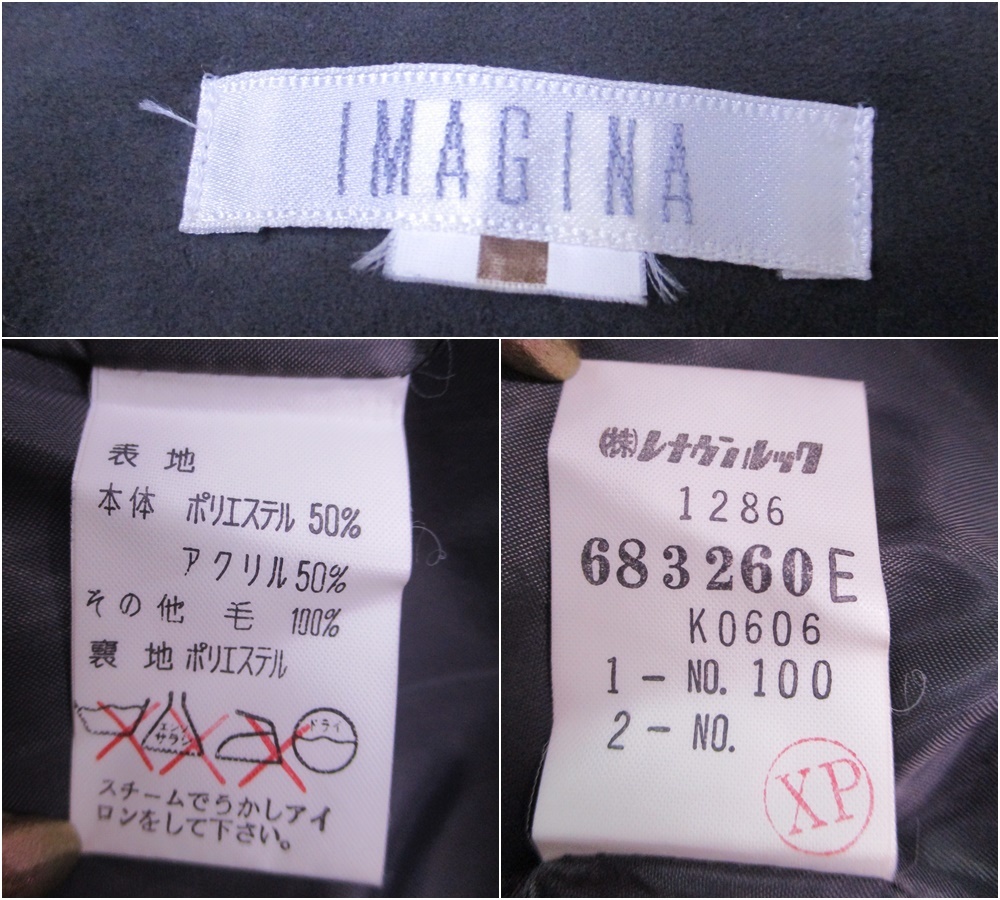 IMAGINA
表地
本体 ポリエステル 50%
アクリル 50%
その他 毛 100%
裏地 ポリエステル
エンソ
サラシ
ドライ
スチームでうかしアイ
ロンをして下さい。
(株)レナウンルック
1286
683260E
K0606
1-NO.100
2-NO.
XP